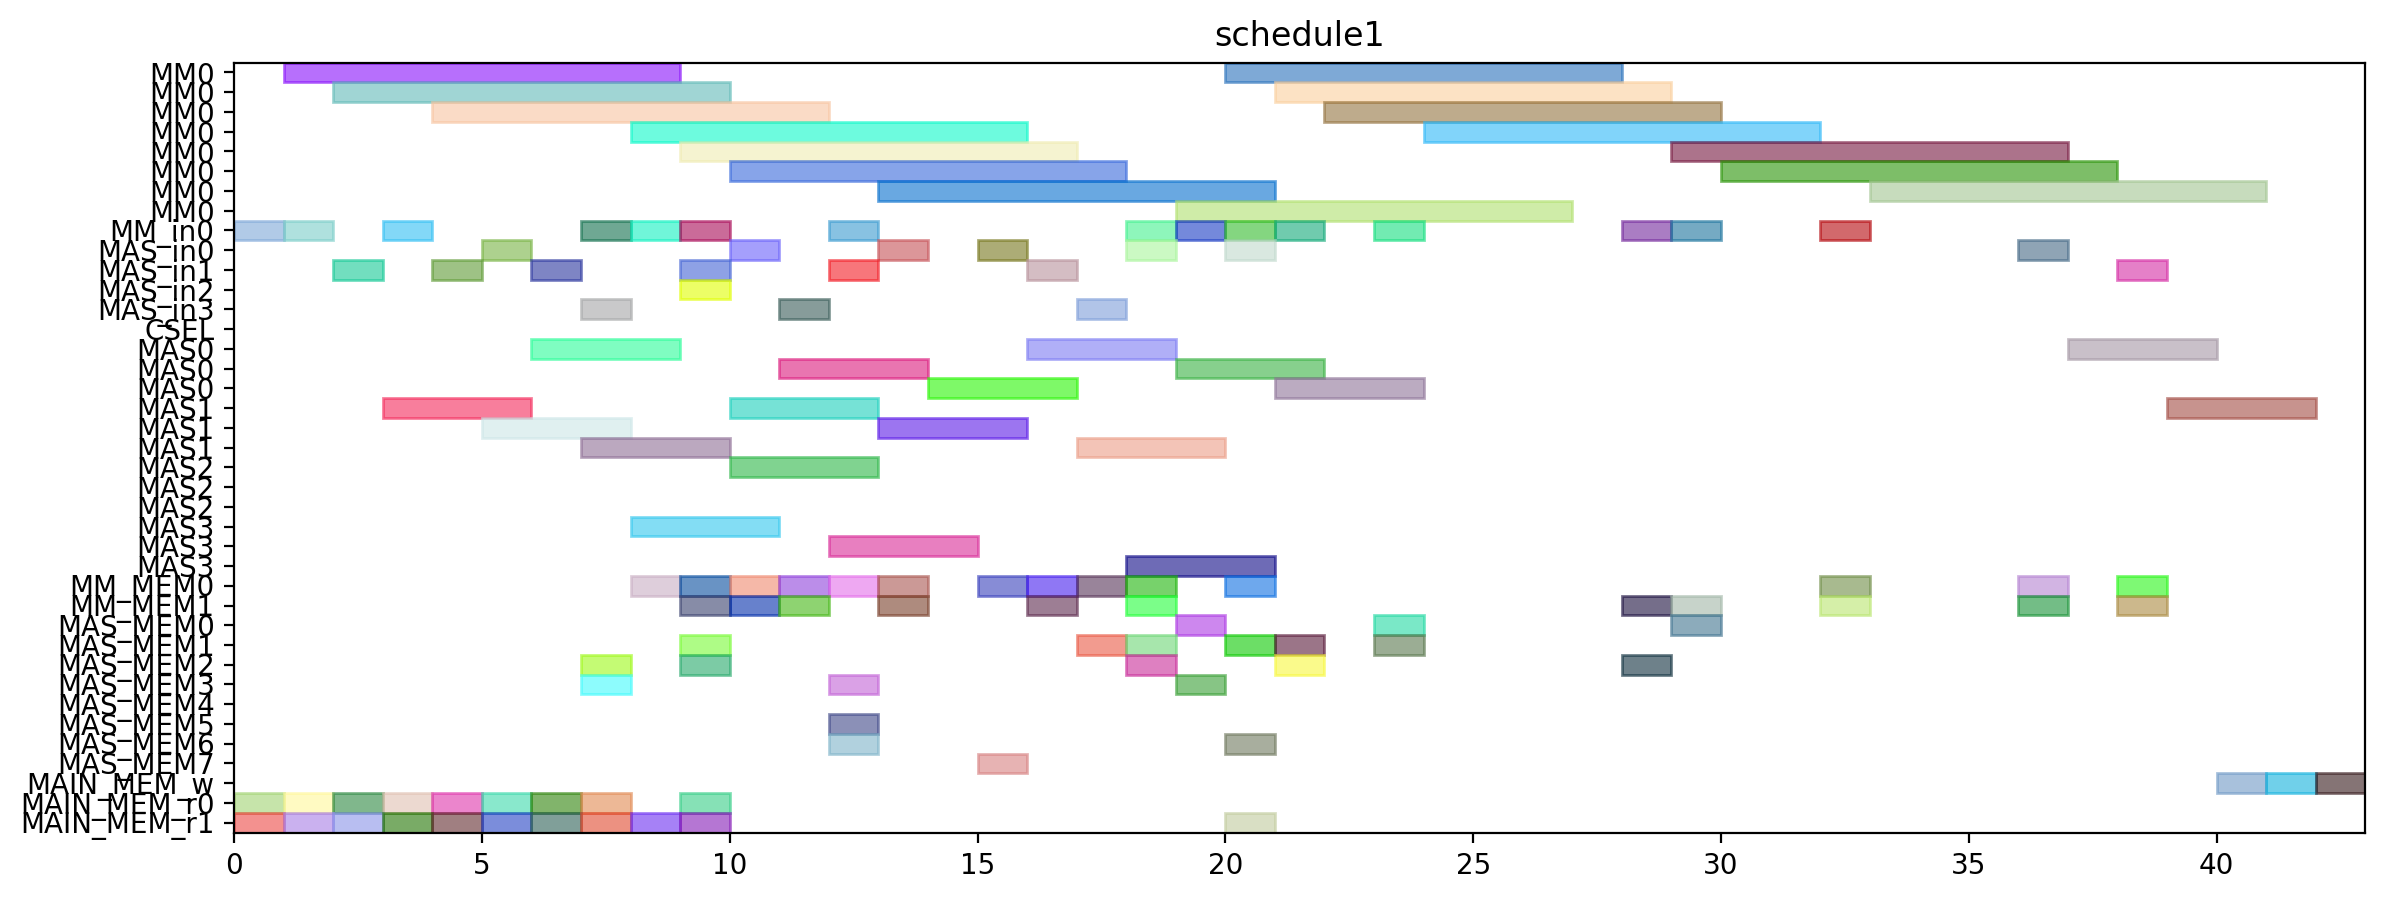 schedule1
MM0
MM0
MM0
MM0
MM0
MM0
MM0
MM0
MM_in0
MAS_in0
MAS_in1
MAS_in2
MAS_in3
CSEL
MAS0
MAS0
MAS0
MAS1
MAS1
MAS1
MAS2
MAS2
MAS2
MAS3
MAS3
MAS3
MM_MEM0
MM_MEM1
MAS_MEM0
MAS_MEM1
MAS_MEM2
MAS_MEM3
MAS_MEM4
MAS_MEM5
MAS_MEM6
MAS_MEM7
MAIN_MEM_w
MAIN_MEM_r0
MAIN_MEM_r1
0 5 10 15 20 25 30 35 40